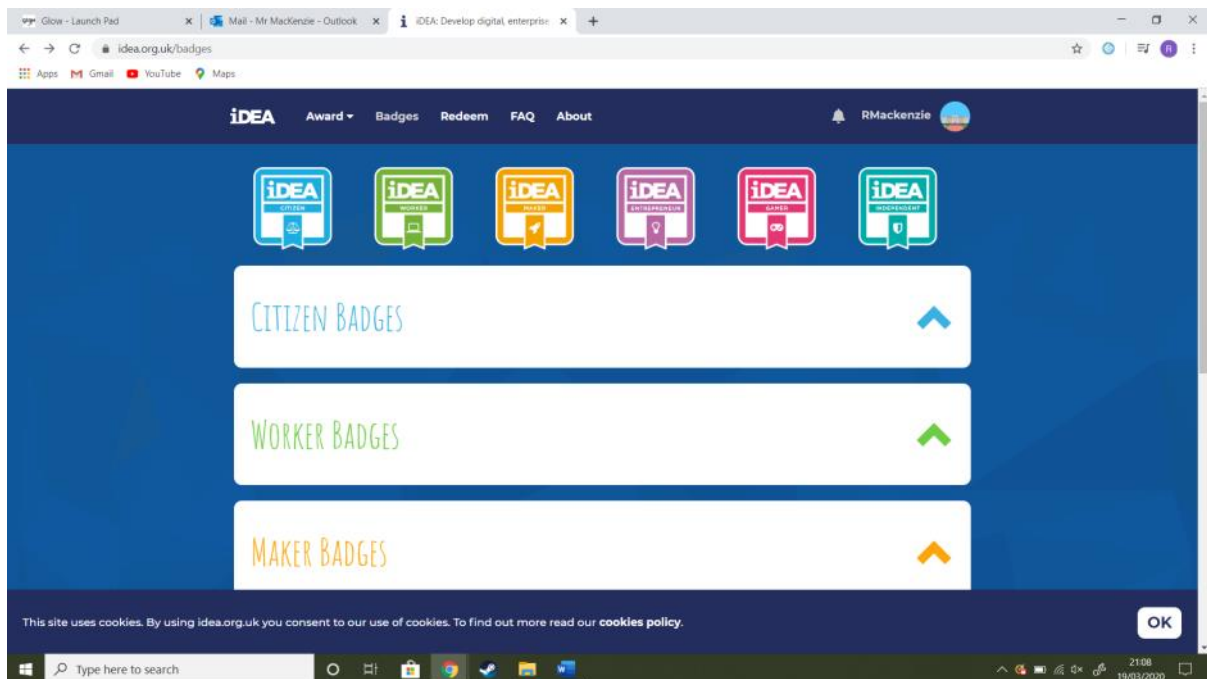 Glow - Launch Pad
Mail - Mr MacKenzie - Outlook
iDEA: Develop digital, enterprise
idea.org.uk/badges
Apps Gmail YouTube Maps
iDEA Award Badges Redeem FAQ About RMackenzie
iDEA iDEA iDEA iDEA iDEA iDEA
CITIZEN WORKER MAKER ENTREPRENEUR GAMER INDEPENDENT
CITIZEN BADGES
WORKER BADGES
MAKER BADGES
This site uses cookies. By using idea.org.uk you consent to our use of cookies. To find out more read our cookies policy.
OK
Type here to search
21:08
19/03/2020